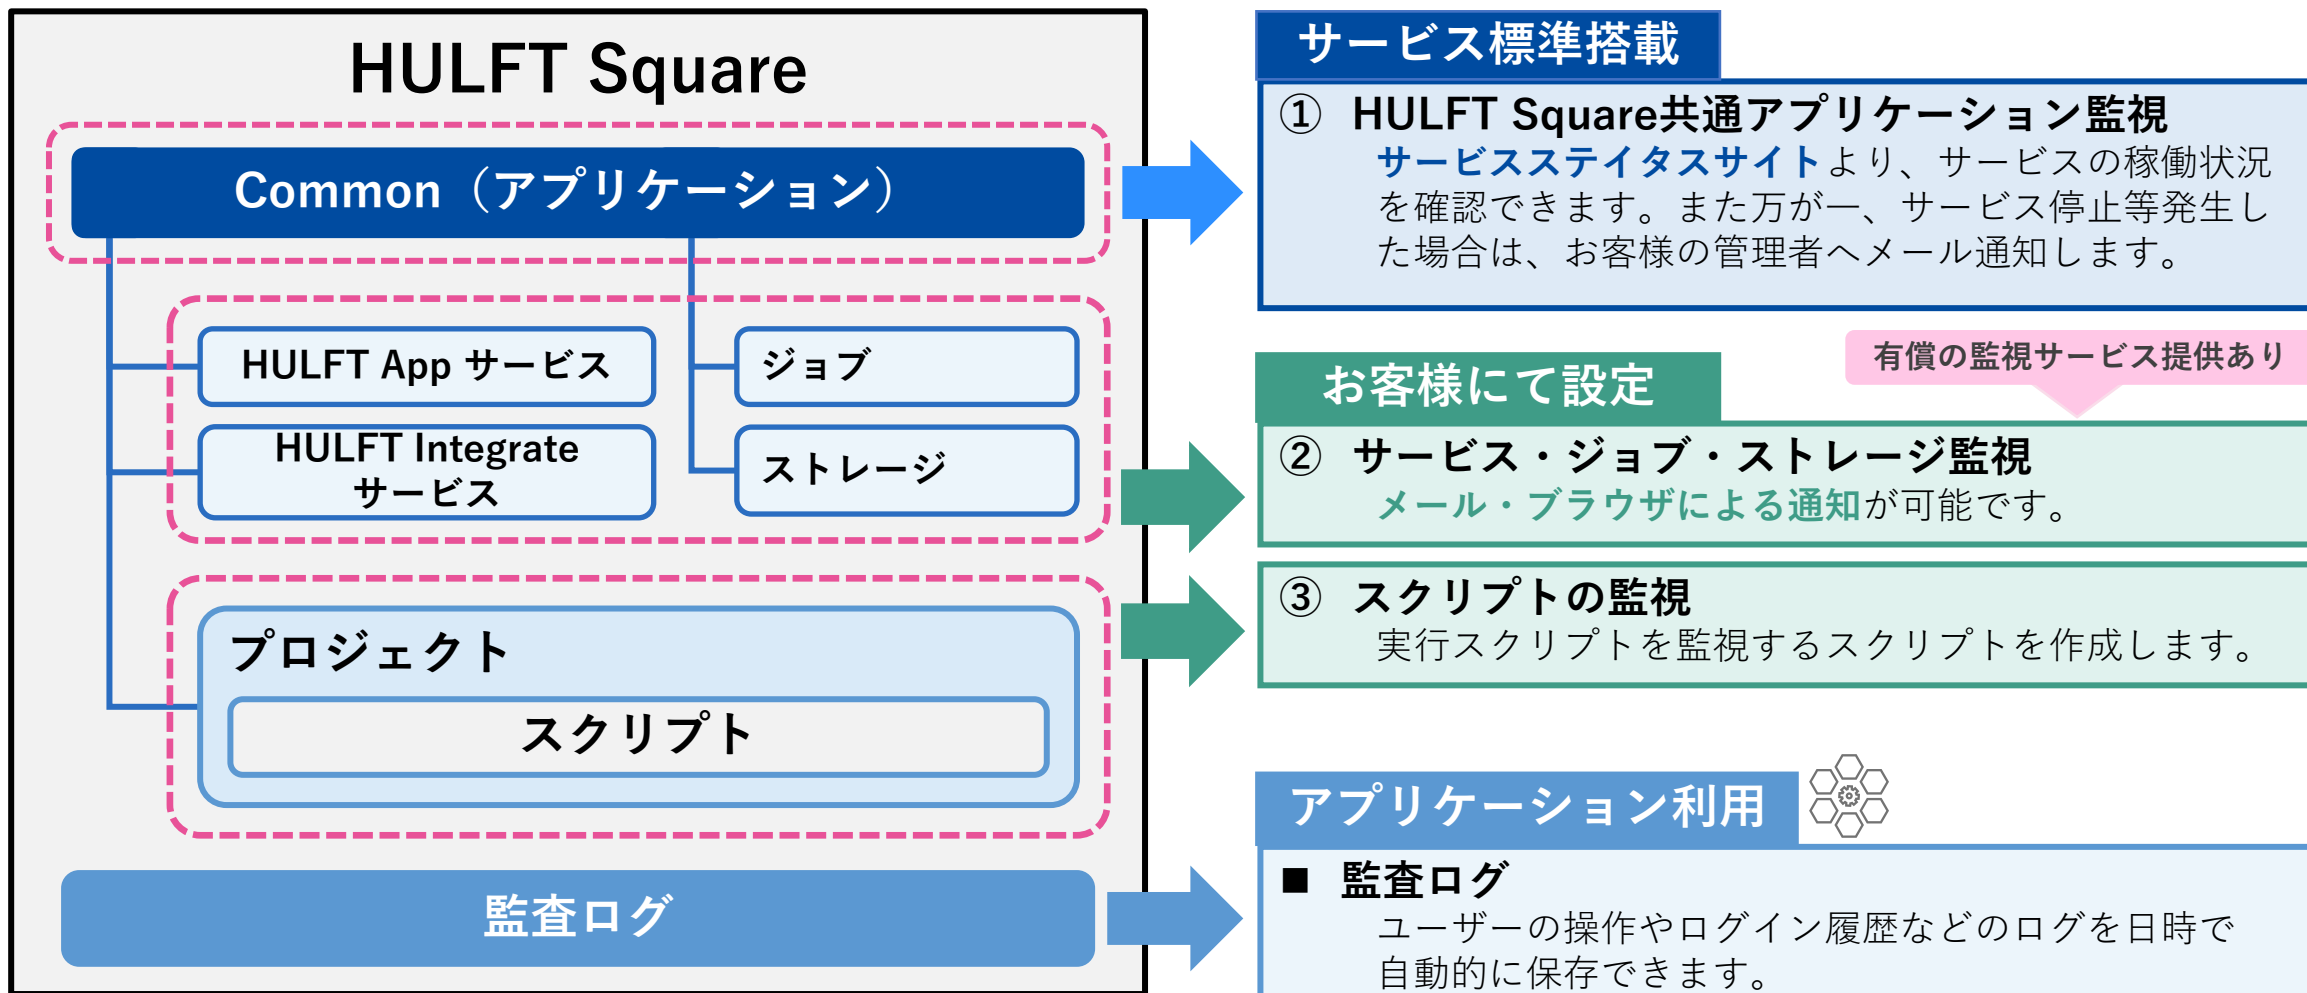 HULFT Square
Common（アプリケーション）
HULFT App サービス
HULFT Integrate
サービス
ジョブ
ストレージ
プロジェクト
スクリプト
監査ログ
サービス標準搭載
① HULFT Square共通アプリケーション監視
サービスステイタスサイトより、サービスの稼働状況
を確認できます。また万が一、サービス停止等発生し
た場合は、お客様の管理者へメール通知します。
有償の監視サービス提供あり
お客様にて設定
② サービス・ジョブ・ストレージ監視
メール・ブラウザによる通知が可能です。
③ スクリプトの監視
実行スクリプトを監視するスクリプトを作成します。
アプリケーション利用
■ 監査ログ
ユーザーの操作やログイン履歴などのログを日時で
自動的に保存できます。